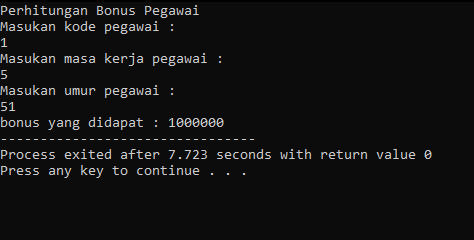 Perhitungan Bonus Pegawai
Masukan kode pegawai :
1
Masukan masa kerja pegawai :
5
Masukan umur pegawai :
51
bonus yang didapat : 1000000
--------------------------------
Process exited after 7.723 seconds with return value 0
Press any key to continue . . .